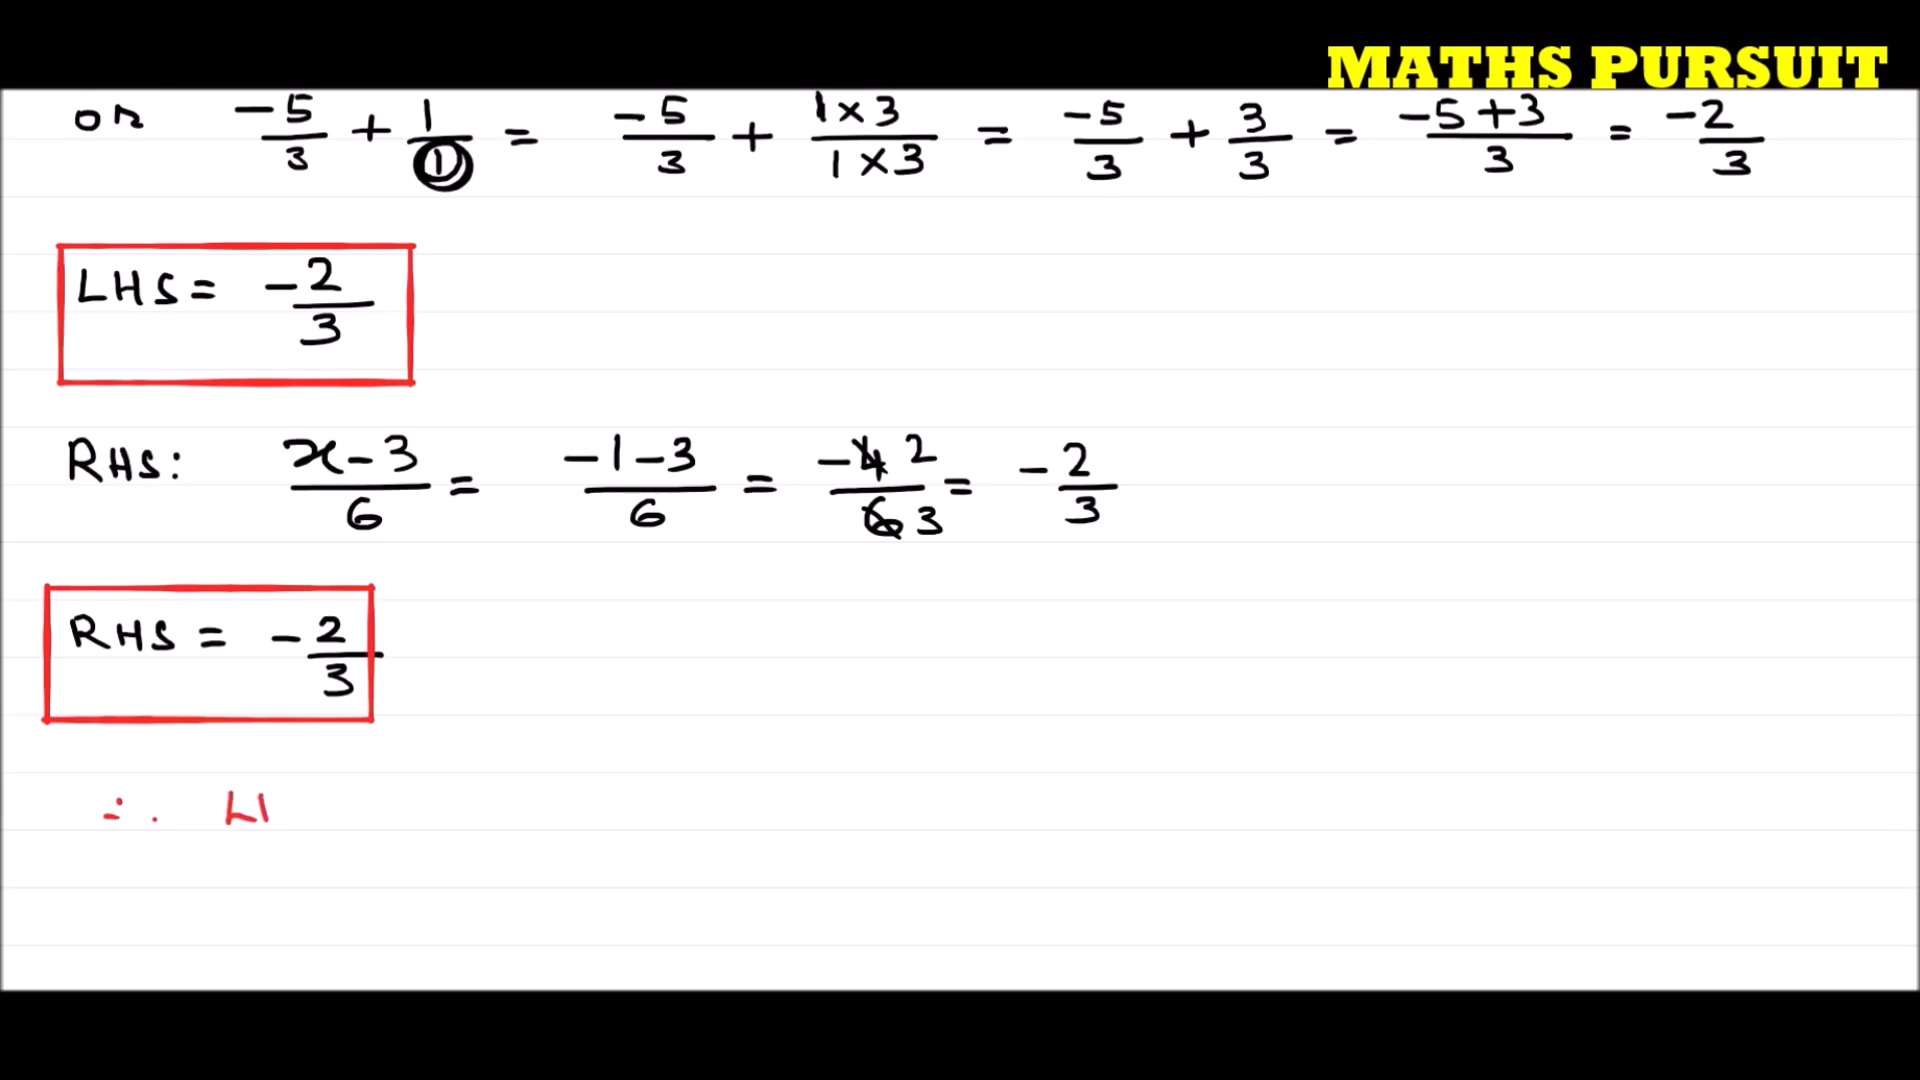 MATHS PURSUIT
or -5/3 + 1/1 = -5/3 + 1×3/1×3 = -5/3 + 3/3 = -5+3/3 = -2/3
LHS = -2/3
RHS: x-3/6 = -1-3/6 = -4 2/6 3 = -2/3
RHS = -2/3
∴ LH